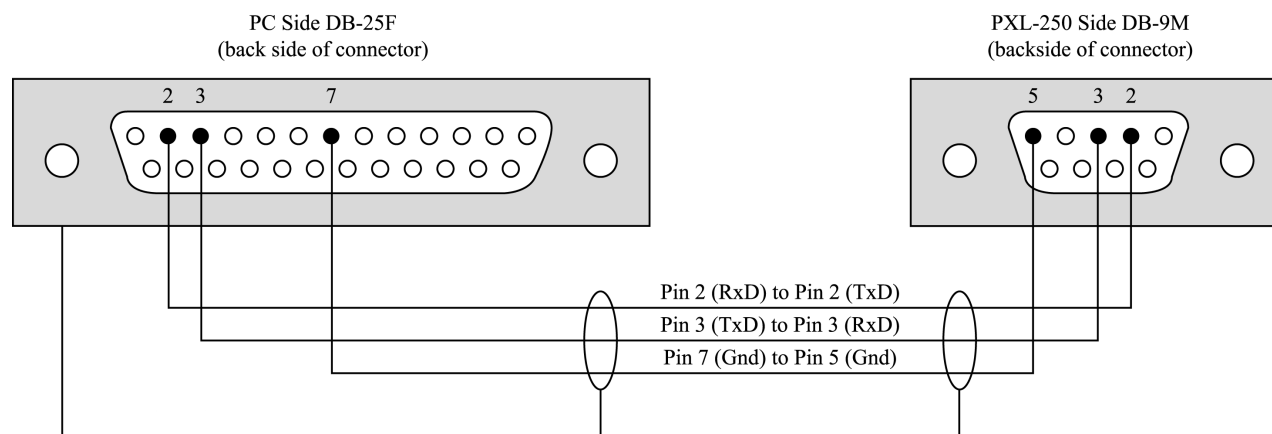 PC Side DB-25F
(back side of connector)
PXL-250 Side DB-9M
(backside of connector)
2 3 7
5 3 2
Pin 2 (RxD) to Pin 2 (TxD)
Pin 3 (TxD) to Pin 3 (RxD)
Pin 7 (Gnd) to Pin 5 (Gnd)